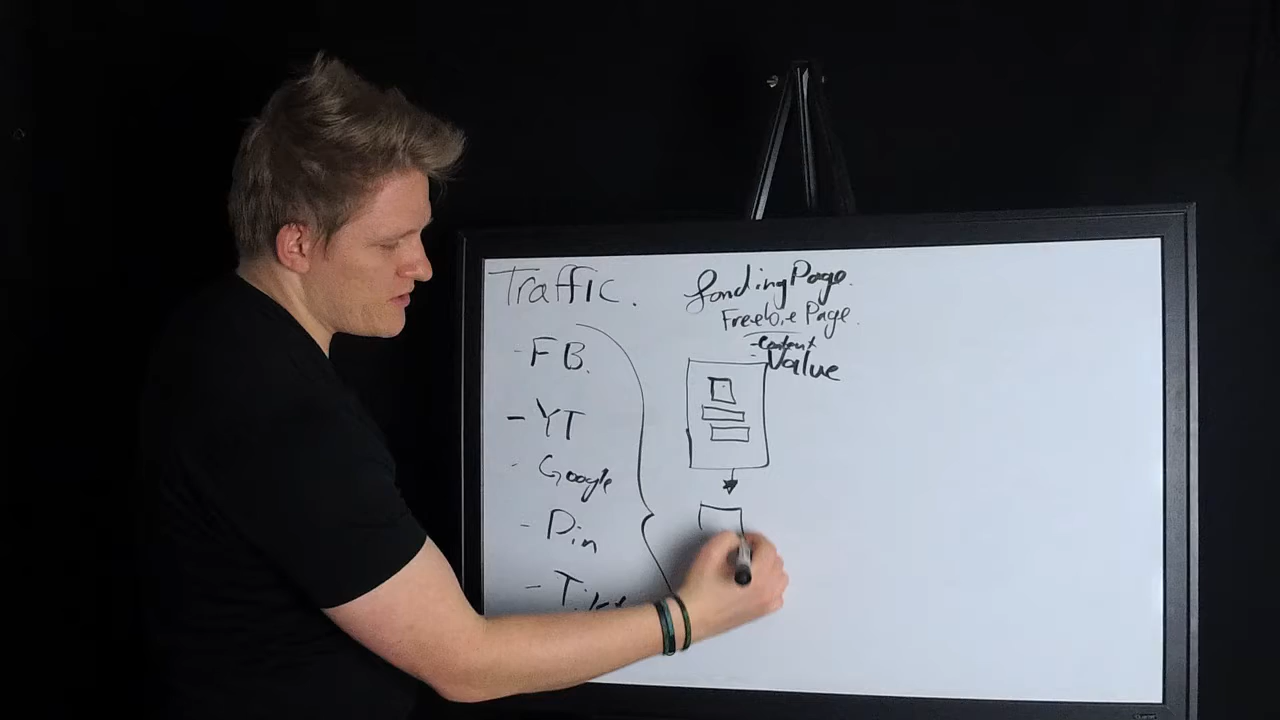 Traffic.
- FB.
- YT
- Google
- Pin
Landing Page.
Freebie Page.
- Content
- Value